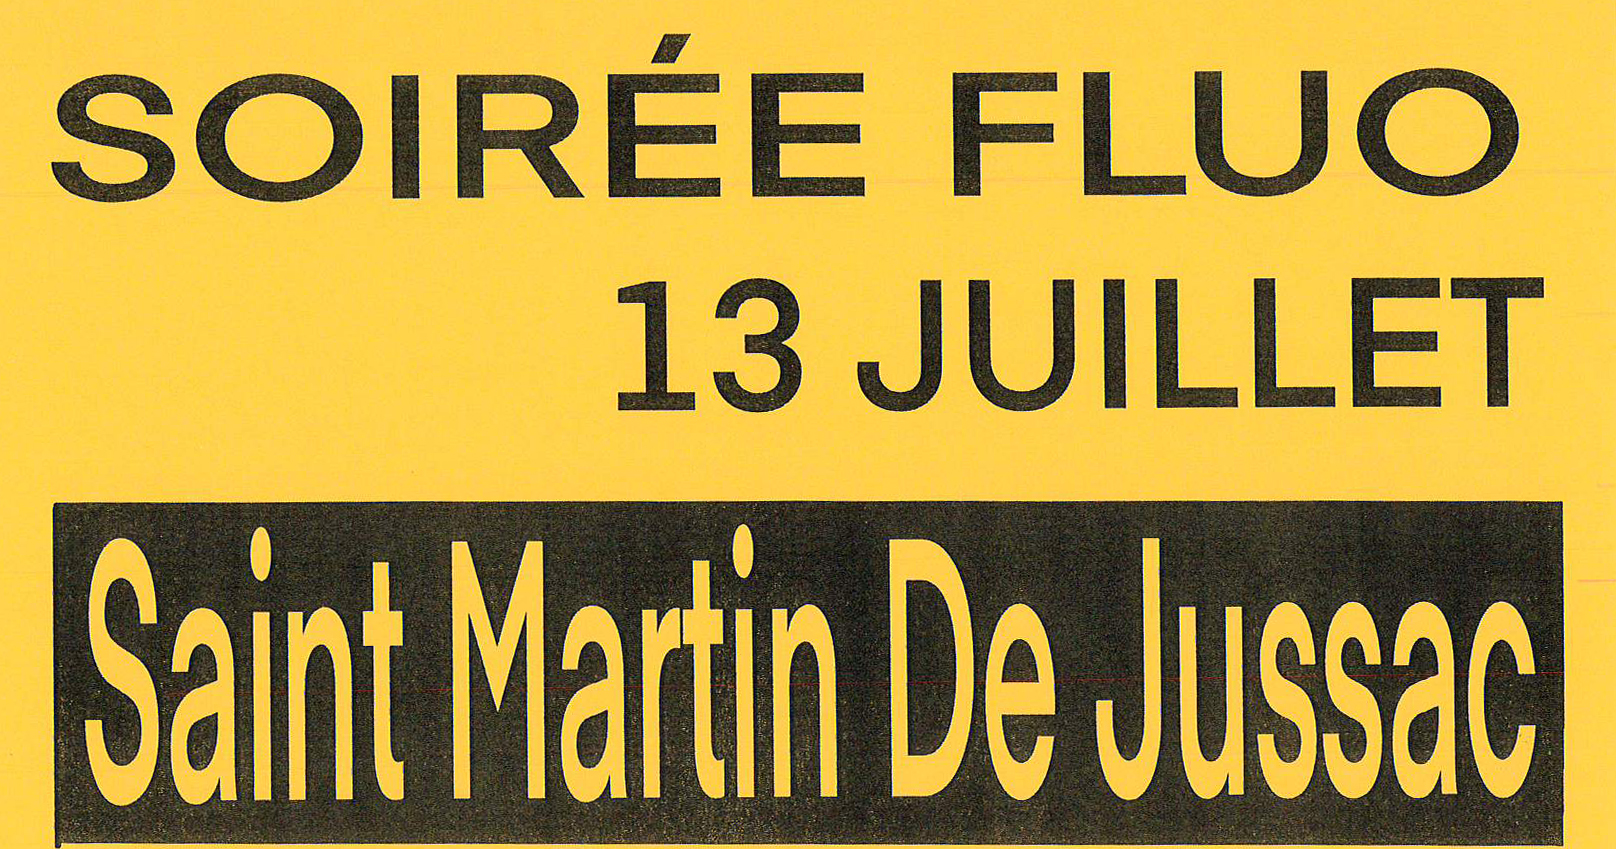 SOIRÉE FLUO
13 JUILLET
Saint Martin De Jussac